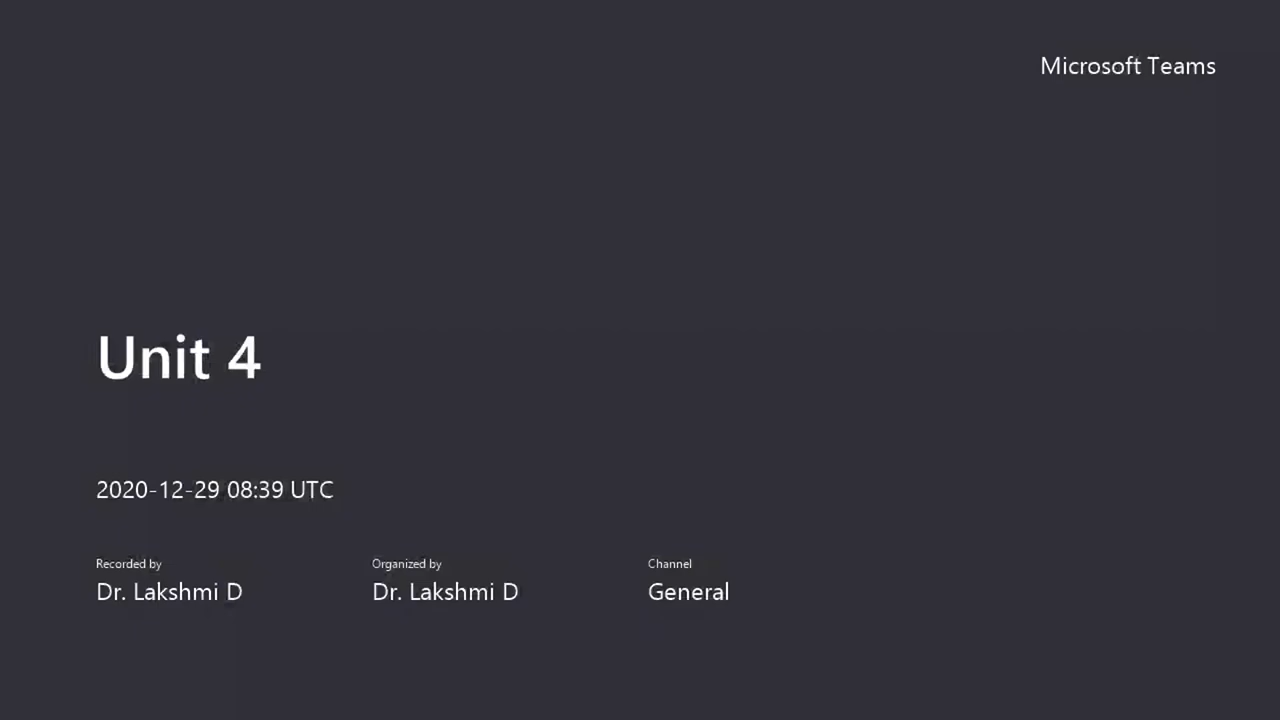 Microsoft Teams
Unit 4
2020-12-29 08:39 UTC
Recorded by
Dr. Lakshmi D
Organized by
Dr. Lakshmi D
Channel
General